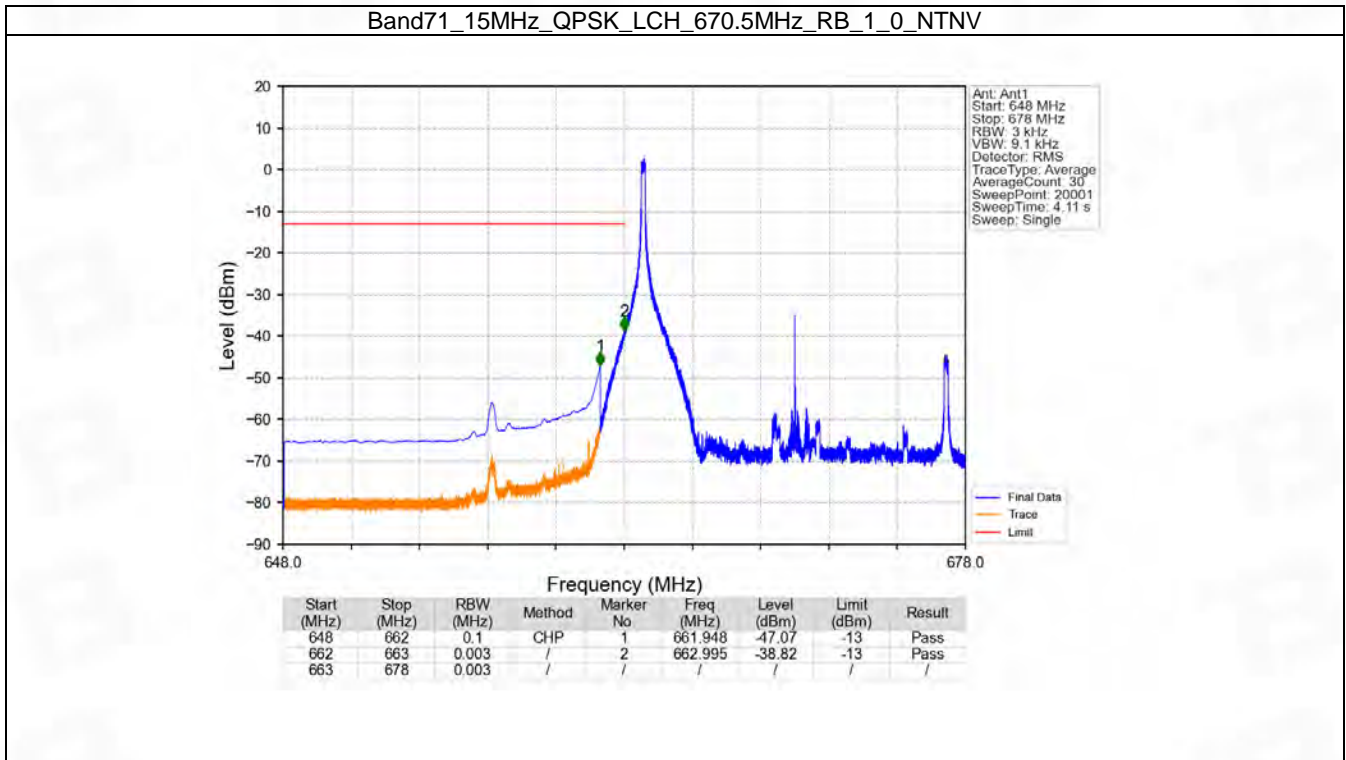 Band71_15MHz_QPSK_LCH_670.5MHz_RB_1_0_NTNV
20
10
0
−10
−20
−30
−40
−50
−60
−70
−80
−90
Level (dBm)
1
2
648.0
678.0
Frequency (MHz)
Ant: Ant1
Start: 648 MHz
Stop: 678 MHz
RBW: 3 kHz
VBW: 9.1 kHz
Detector: RMS
TraceType: Average
AverageCount: 30
SweepPoint: 20001
SweepTime: 4.11 s
Sweep: Single
Final Data
Trace
Limit
Start (MHz) Stop (MHz) RBW (MHz) Method Marker No Freq (MHz) Level (dBm) Limit (dBm) Result
648 662 0.1 CHP 1 661.948 -47.07 -13 Pass
662 663 0.003 / 2 662.995 -38.82 -13 Pass
663 678 0.003 / / / / / /